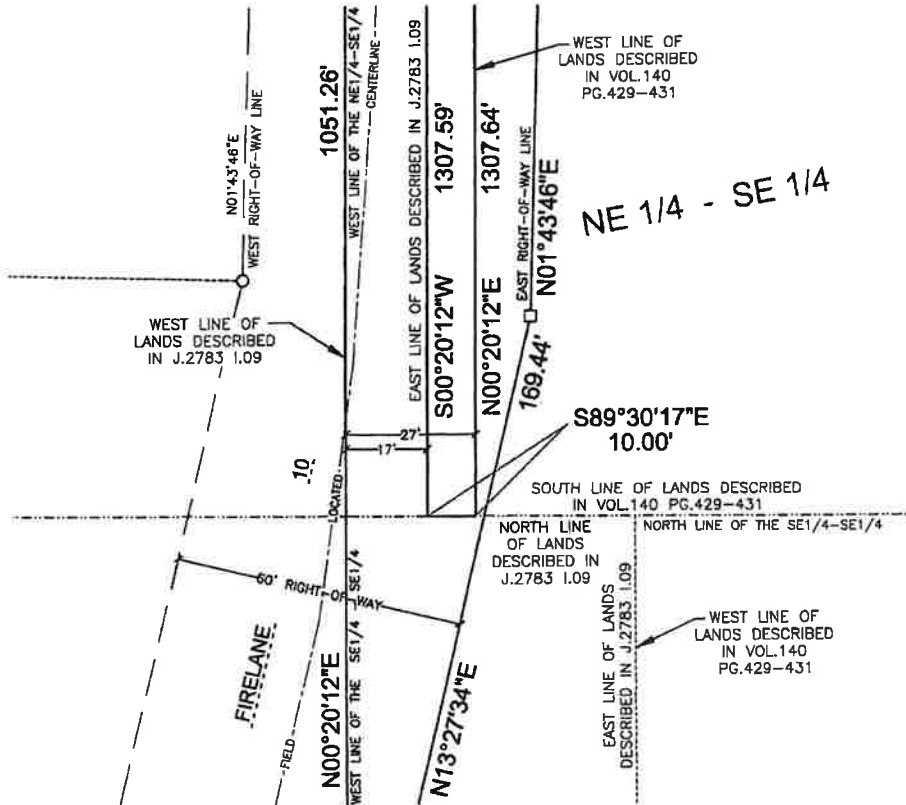 1051.26'
WEST LINE OF THE NE1/4-SE1/4
CENTERLINE
EAST LINE OF LANDS DESCRIBED IN J.2783 I.09
1307.59'
S00°20'12"W
1307.64'
N00°20'12"E
WEST LINE OF
LANDS DESCRIBED
IN VOL.140
PG.429-431
N01°43'46"E
WEST RIGHT-OF-WAY LINE
EAST RIGHT-OF-WAY LINE
N01°43'46"E
NE 1/4 - SE 1/4
WEST LINE OF
LANDS DESCRIBED
IN J.2783 I.09
169.44'
S89°30'17"E
10.00'
27'
17'
10
LOCATED
SOUTH LINE OF LANDS DESCRIBED
IN VOL.140 PG.429-431
NORTH LINE
OF LANDS
DESCRIBED IN
J.2783 I.09
NORTH LINE OF THE SE1/4-SE1/4
60' RIGHT-OF-WAY
FIRELANE
FIELD
N00°20'12"E
WEST LINE OF THE SE1/4 SE1/4
N13°27'34"E
EAST LINE OF LANDS
DESCRIBED IN J.2783 I.09
WEST LINE OF
LANDS DESCRIBED
IN VOL.140
PG.429-431